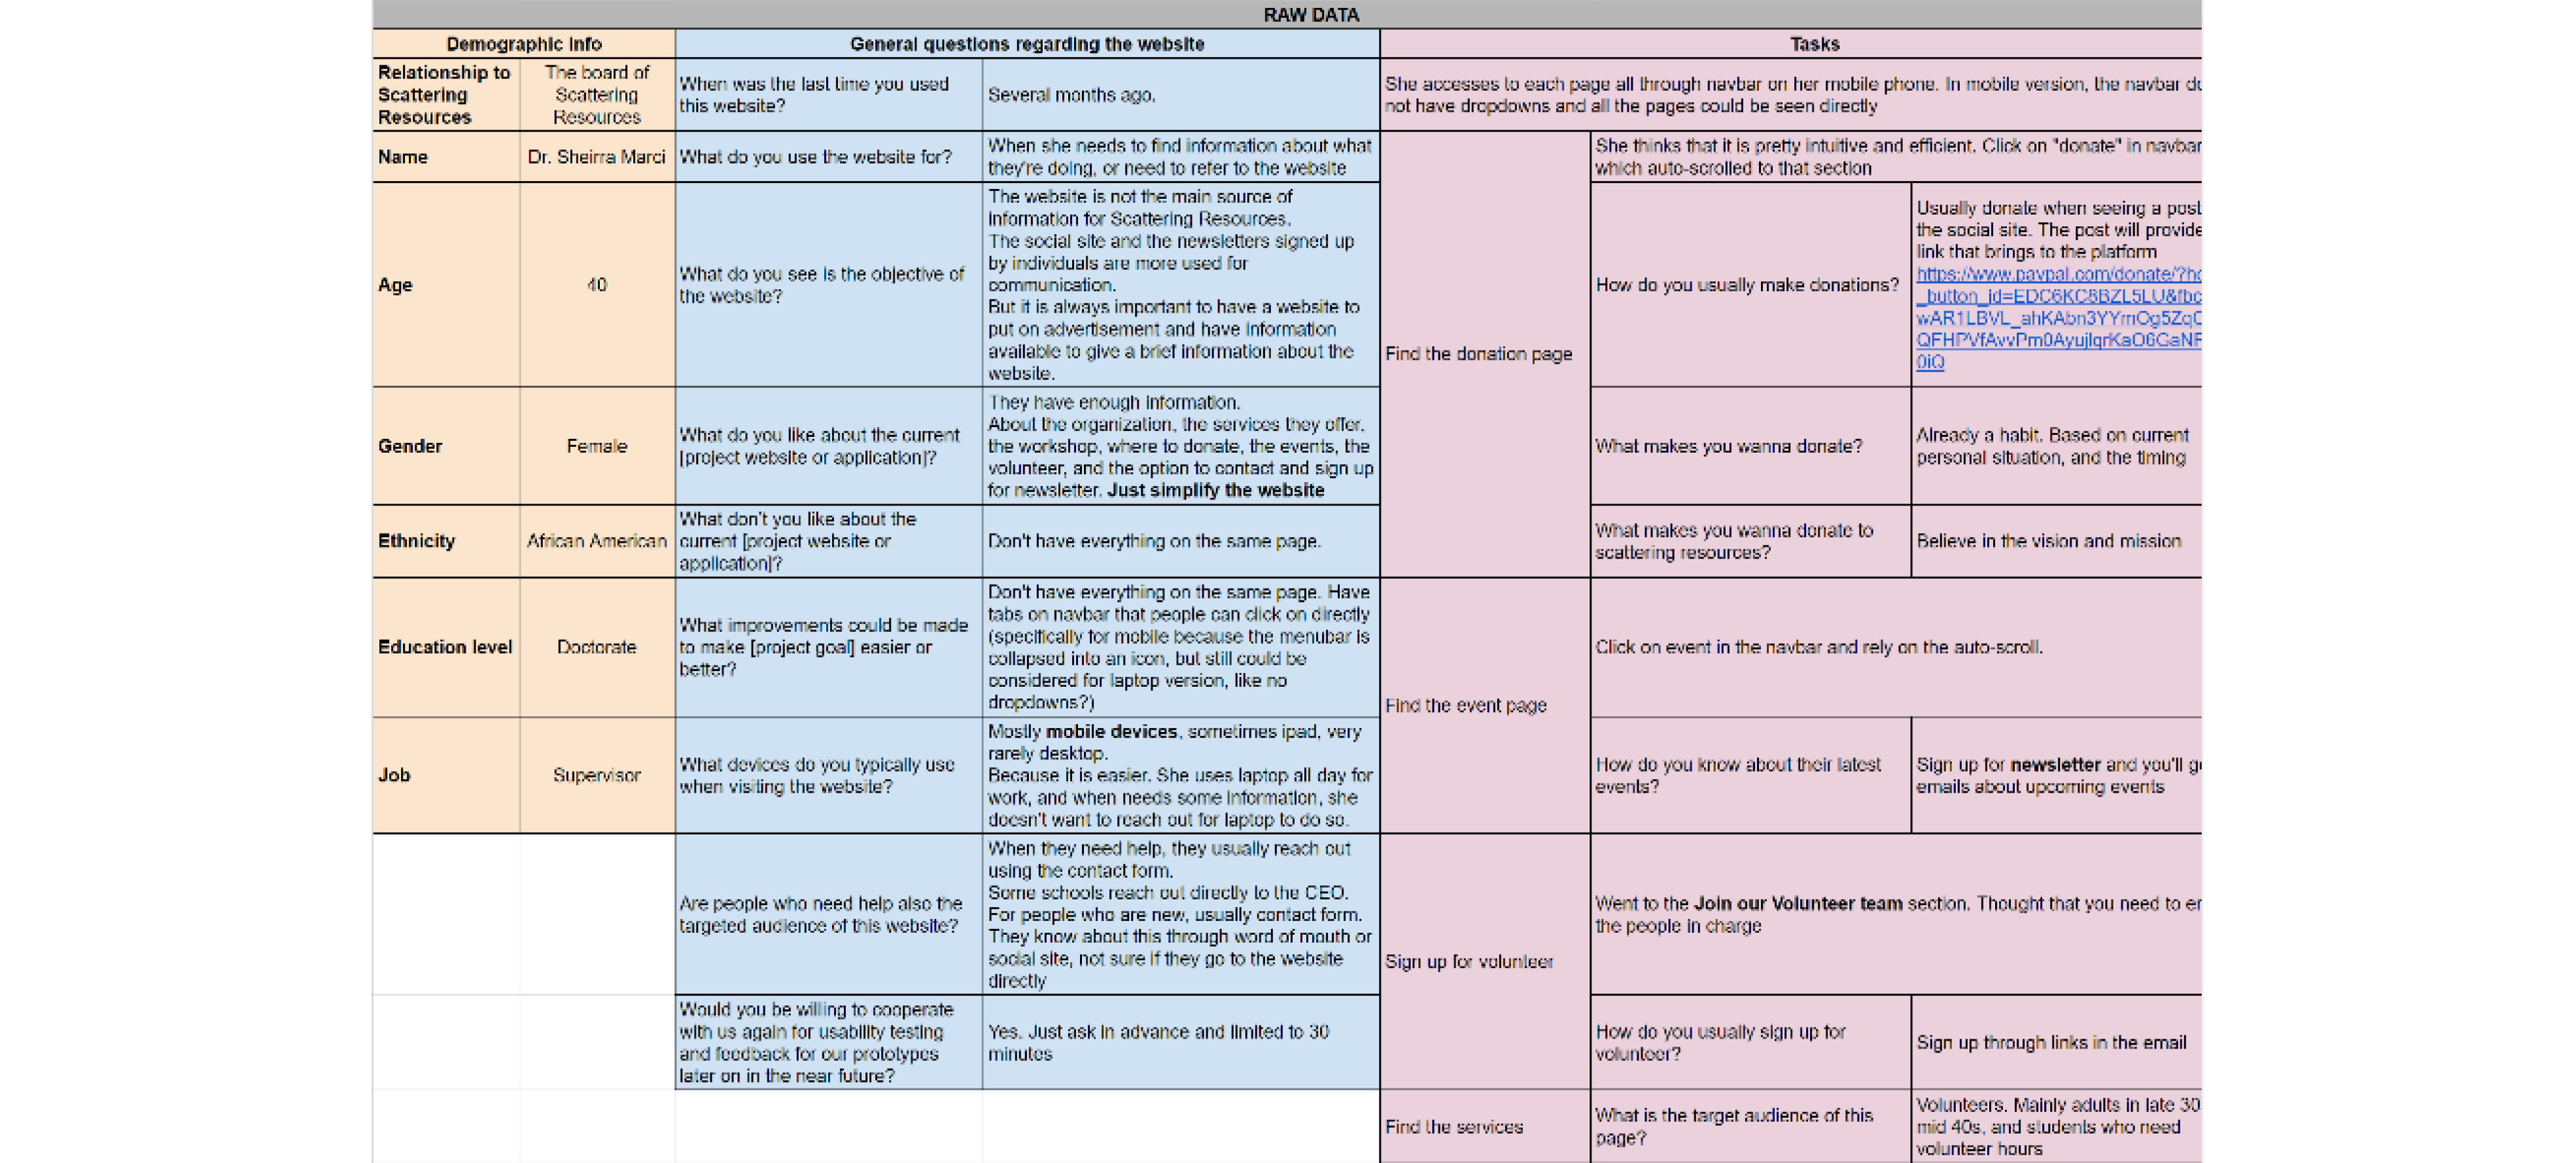 RAW DATA
Demographic Info
General questions regarding the website
Tasks
Relationship to
Scattering
Resources
The board of
Scattering
Resources
When was the last time you used
this website?
Several months ago.
She accesses to each page all through navbar on her mobile phone. In mobile version, the navbar do
not have dropdowns and all the pages could be seen directly
Name
Dr. Sheirra Marci
What do you use the website for?
When she needs to find information about what
they're doing, or need to refer to the website
Find the donation page
She thinks that it is pretty intuitive and efficient. Click on "donate" in navbar
which auto-scrolled to that section
Age
40
What do you see is the objective of
the website?
The website is not the main source of
information for Scattering Resources.
The social site and the newsletters signed up
by individuals are more used for
communication.
But it is always important to have a website to
put on advertisement and have information
available to give a brief information about the
website.
How do you usually make donations?
Usually donate when seeing a post
the social site. The post will provide
link that brings to the platform
https://www.paypal.com/donate/?ho
_button_id=EDC6KC8BZL5LU&fbc
Gender
Female
What do you like about the current
[project website or application]?
They have enough information.
About the organization, the services they offer,
the workshop, where to donate, the events, the
volunteer, and the option to contact and sign up
for newsletter. Just simplify the website
What makes you wanna donate?
Already a habit. Based on current
personal situation, and the timing
Ethnicity
African American
What don't you like about the
current [project website or
application]?
Don't have everything on the same page.
What makes you wanna donate to
scattering resources?
Believe in the vision and mission
Education level
Doctorate
What improvements could be made
to make [project goal] easier or
better?
Don't have everything on the same page. Have
tabs on navbar that people can click on directly
(specifically for mobile because the menubar is
collapsed into an icon, but still could be
considered for laptop version, like no
dropdowns?)
Find the event page
Click on event in the navbar and rely on the auto-scroll.
Job
Supervisor
What devices do you typically use
when visiting the website?
Mostly mobile devices, sometimes ipad, very
rarely desktop.
Because it is easier. She uses laptop all day for
work, and when needs some information, she
doesn't want to reach out for laptop to do so.
How do you know about their latest
events?
Sign up for newsletter and you'll ge
emails about upcoming events
Are people who need help also the
targeted audience of this website?
When they need help, they usually reach out
using the contact form.
Some schools reach out directly to the CEO.
For people who are new, usually contact form.
They know about this through word of mouth or
social site, not sure if they go to the website
directly
Sign up for volunteer
Went to the Join our Volunteer team section. Thought that you need to em
the people in charge
Would you be willing to cooperate
with us again for usability testing
and feedback for our prototypes
later on in the near future?
Yes. Just ask in advance and limited to 30
minutes
How do you usually sign up for
volunteer?
Sign up through links in the email
Find the services
What is the target audience of this
page?
Volunteers. Mainly adults in late 30
mid 40s, and students who need
volunteer hours